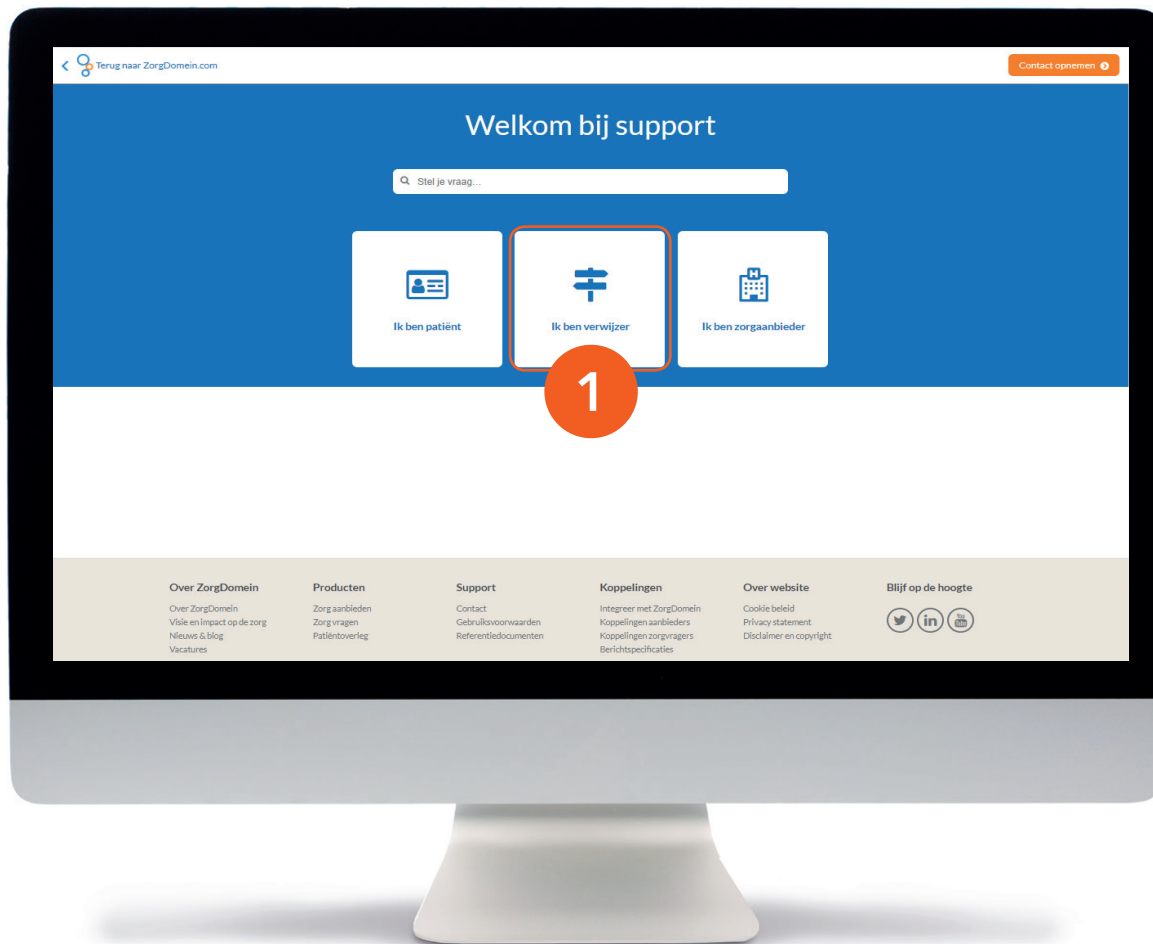 Terug naar ZorgDomein.com
Contact opnemen
Welkom bij support
Stel je vraag...
Ik ben patiënt
Ik ben verwijzer
Ik ben zorgaanbieder
1
Over ZorgDomein
Over ZorgDomein
Visie en impact op de zorg
Nieuws & blog
Vacatures
Producten
Zorg aanbieden
Zorg vragen
Patiëntoverleg
Support
Contact
Gebruiksvoorwaarden
Referentiedocumenten
Koppelingen
Integreer met ZorgDomein
Koppelingen aanbieders
Koppelingen zorgvragers
Berichtspecificaties
Over website
Cookie beleid
Privacy statement
Disclaimer en copyright
Blijf op de hoogte
in
You
Tube